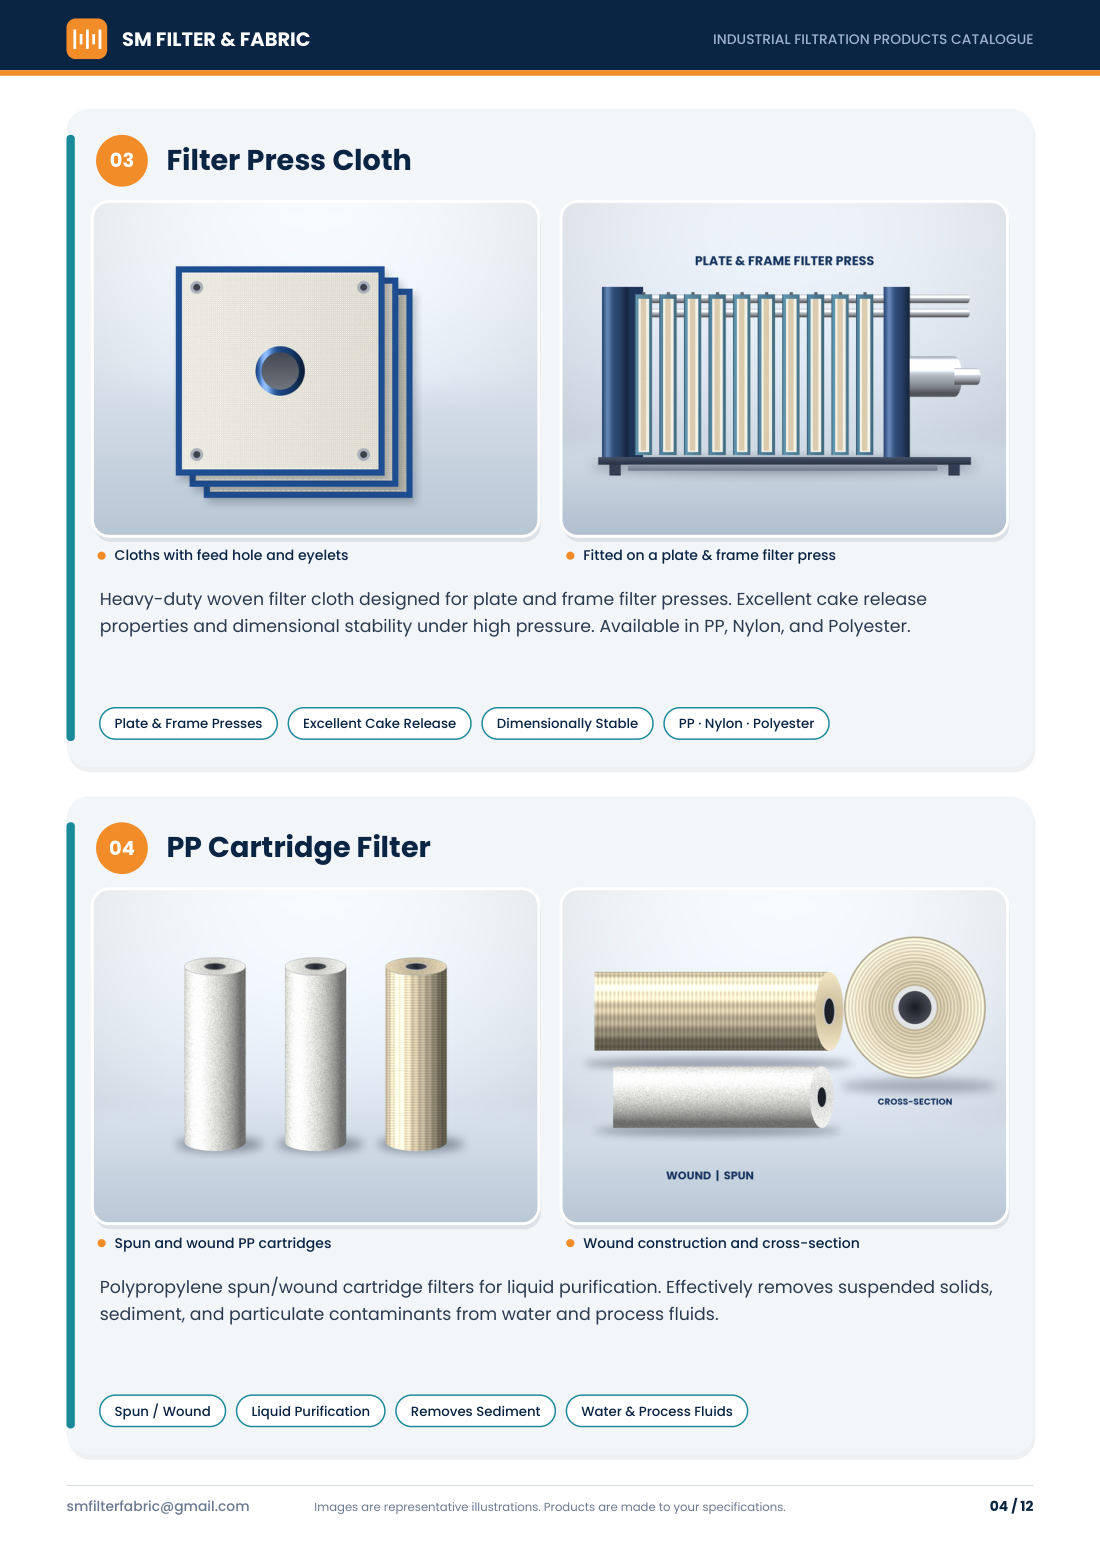 SM FILTER & FABRIC
INDUSTRIAL FILTRATION PRODUCTS CATALOGUE
03
Filter Press Cloth
PLATE & FRAME FILTER PRESS
Cloths with feed hole and eyelets
Fitted on a plate & frame filter press
Heavy-duty woven filter cloth designed for plate and frame filter presses. Excellent cake release
properties and dimensional stability under high pressure. Available in PP, Nylon, and Polyester.
Plate & Frame Presses
Excellent Cake Release
Dimensionally Stable
PP · Nylon · Polyester
04
PP Cartridge Filter
CROSS-SECTION
WOUND | SPUN
Spun and wound PP cartridges
Wound construction and cross-section
Polypropylene spun/wound cartridge filters for liquid purification. Effectively removes suspended solids,
sediment, and particulate contaminants from water and process fluids.
Spun / Wound
Liquid Purification
Removes Sediment
Water & Process Fluids
smfilterfabric@gmail.com
Images are representative illustrations. Products are made to your specifications.
04 / 12